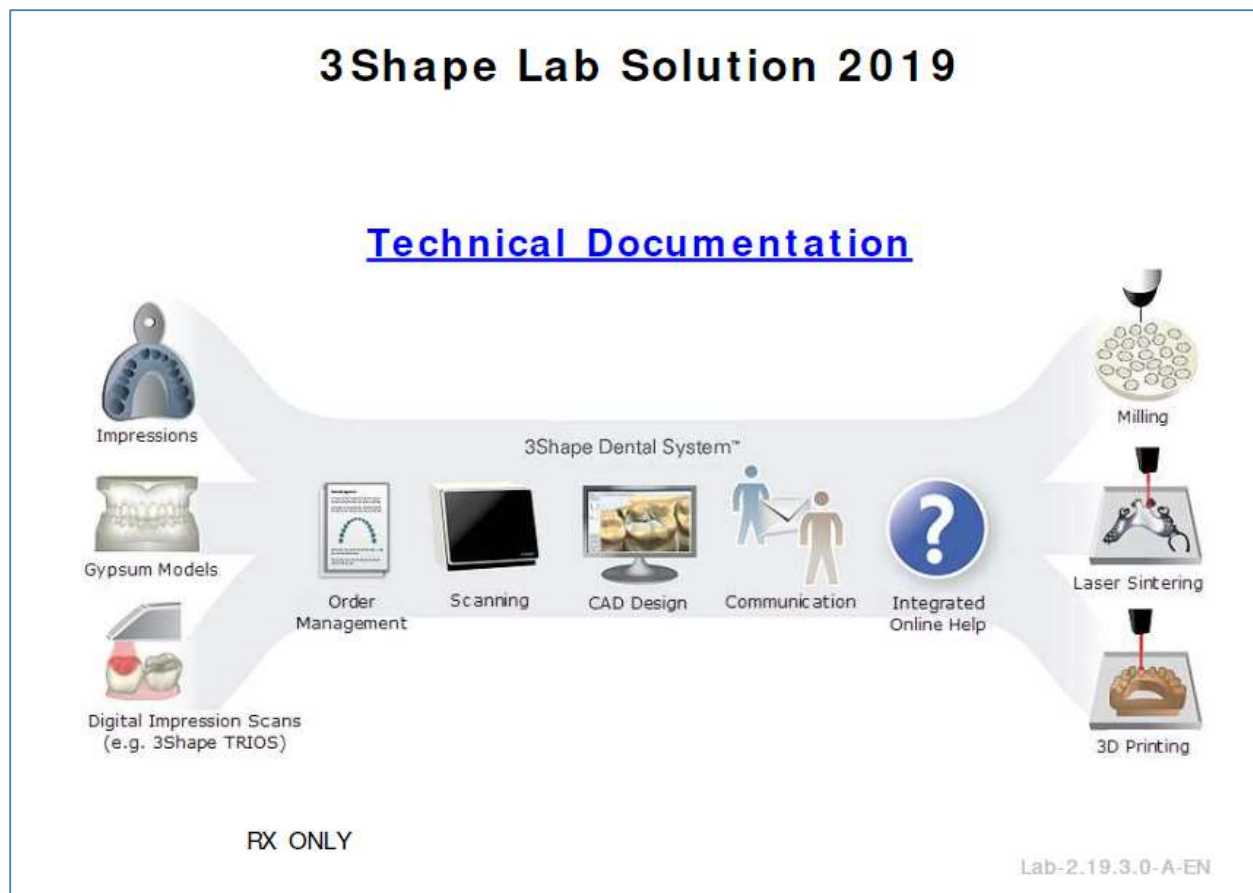 3Shape Lab Solution 2019
Technical Documentation
Impressions
Gypsum Models
Digital Impression Scans
(e.g. 3Shape TRIOS)
3Shape Dental System™
Order
Management
Scanning
CAD Design
Communication
Integrated
Online Help
Milling
Laser Sintering
3D Printing
RX ONLY
Lab-2.19.3.0-A-EN